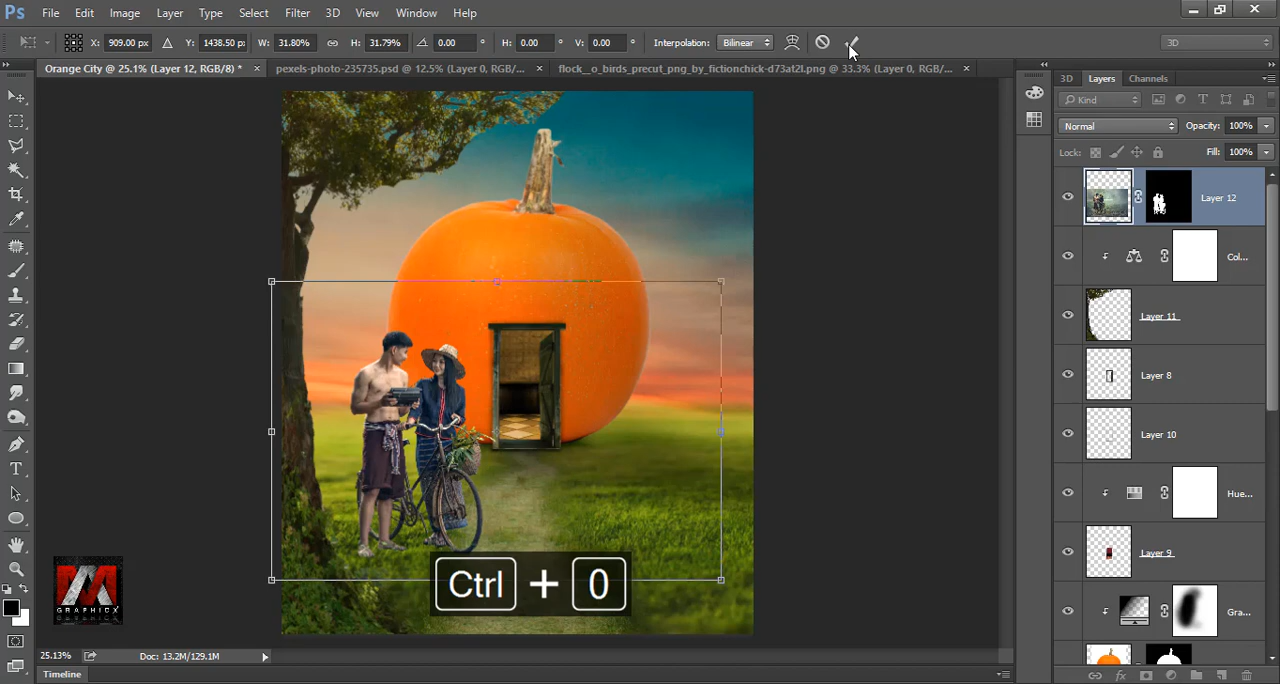 Ps File Edit Image Layer Type Select Filter 3D View Window Help
X: 909.00 px Y: 1438.50 p: W: 31.80% H: 31.79% 0.00 ° H: 0.00 ° V: 0.00 ° Interpolation: Bilinear 3D
Orange City @ 25.1% (Layer 12, RGB/8) * × pexels-photo-235735.psd @ 12.5% (Layer 0, RGB/... × flock__o_birds_precut_png_by_fictionchick-d73at2l.png @ 33.3% (Layer 0, RGB/... ×
3D Layers Channels
Kind
Normal Opacity: 100%
Lock: Fill: 100%
Layer 12
Col...
Layer 11
Layer 8
Layer 10
Hue...
Layer 9
Gra...
Ctrl + 0
GRAPHICX
25.13% Doc: 13.2M/129.1M
Timeline